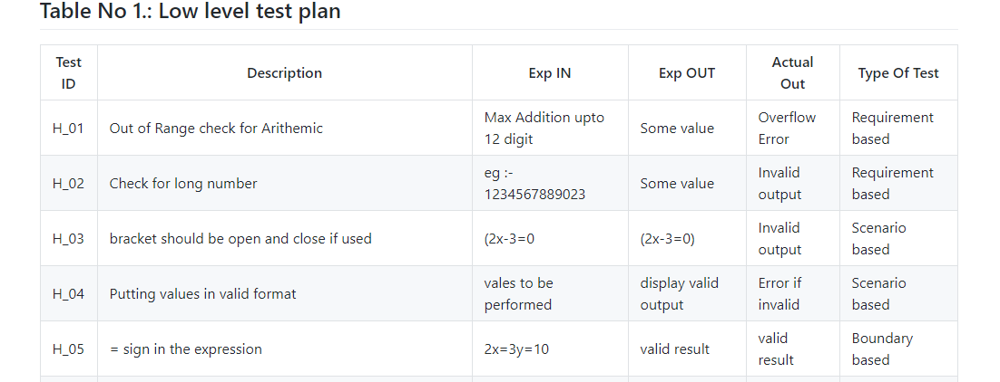 Table No 1.: Low level test plan
Test ID Description Exp IN Exp OUT Actual Out Type Of Test
H_01 Out of Range check for Arithemic Max Addition upto 12 digit Some value Overflow Error Requirement based
H_02 Check for long number eg :- 1234567889023 Some value Invalid output Requirement based
H_03 bracket should be open and close if used (2x-3=0 (2x-3=0) Invalid output Scenario based
H_04 Putting values in valid format vales to be performed display valid output Error if invalid Scenario based
H_05 = sign in the expression 2x=3y=10 valid result valid result Boundary based